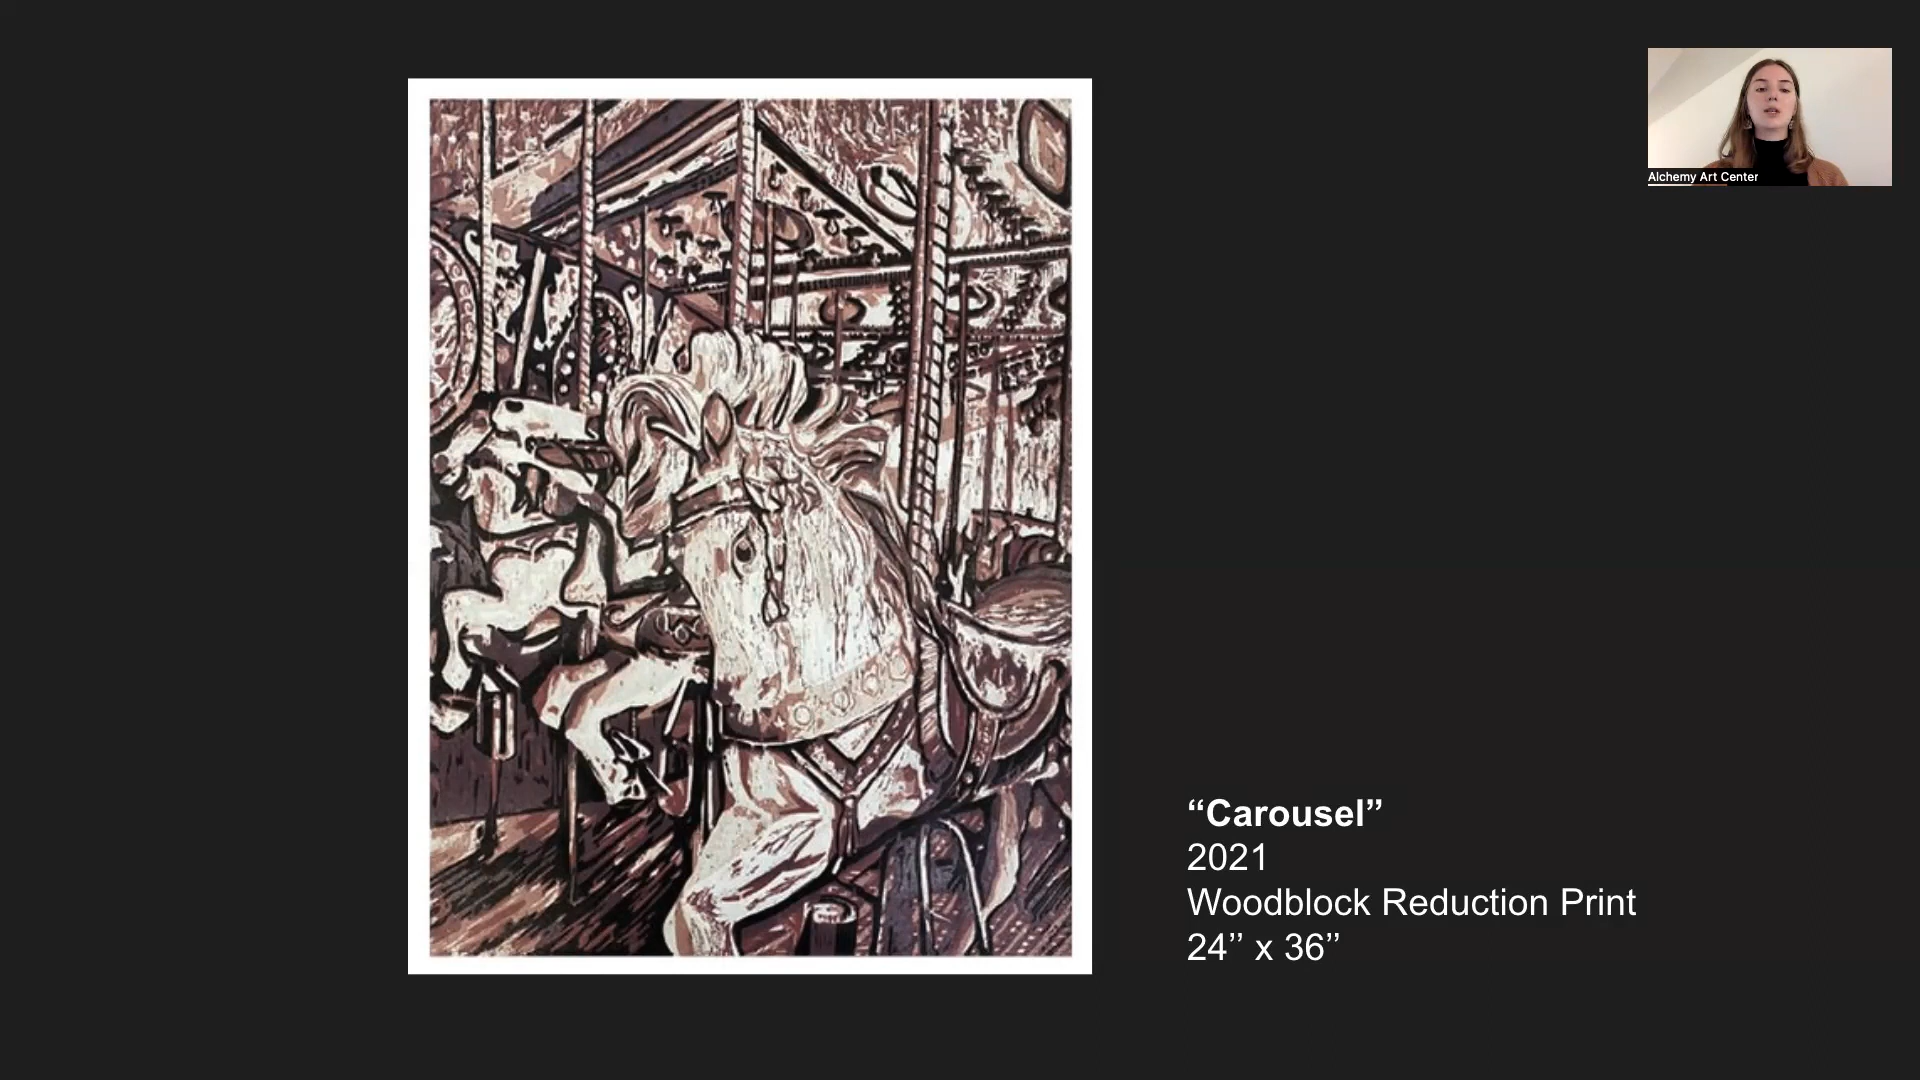 Alchemy Art Center
“Carousel”
2021
Woodblock Reduction Print
24’’ x 36’’